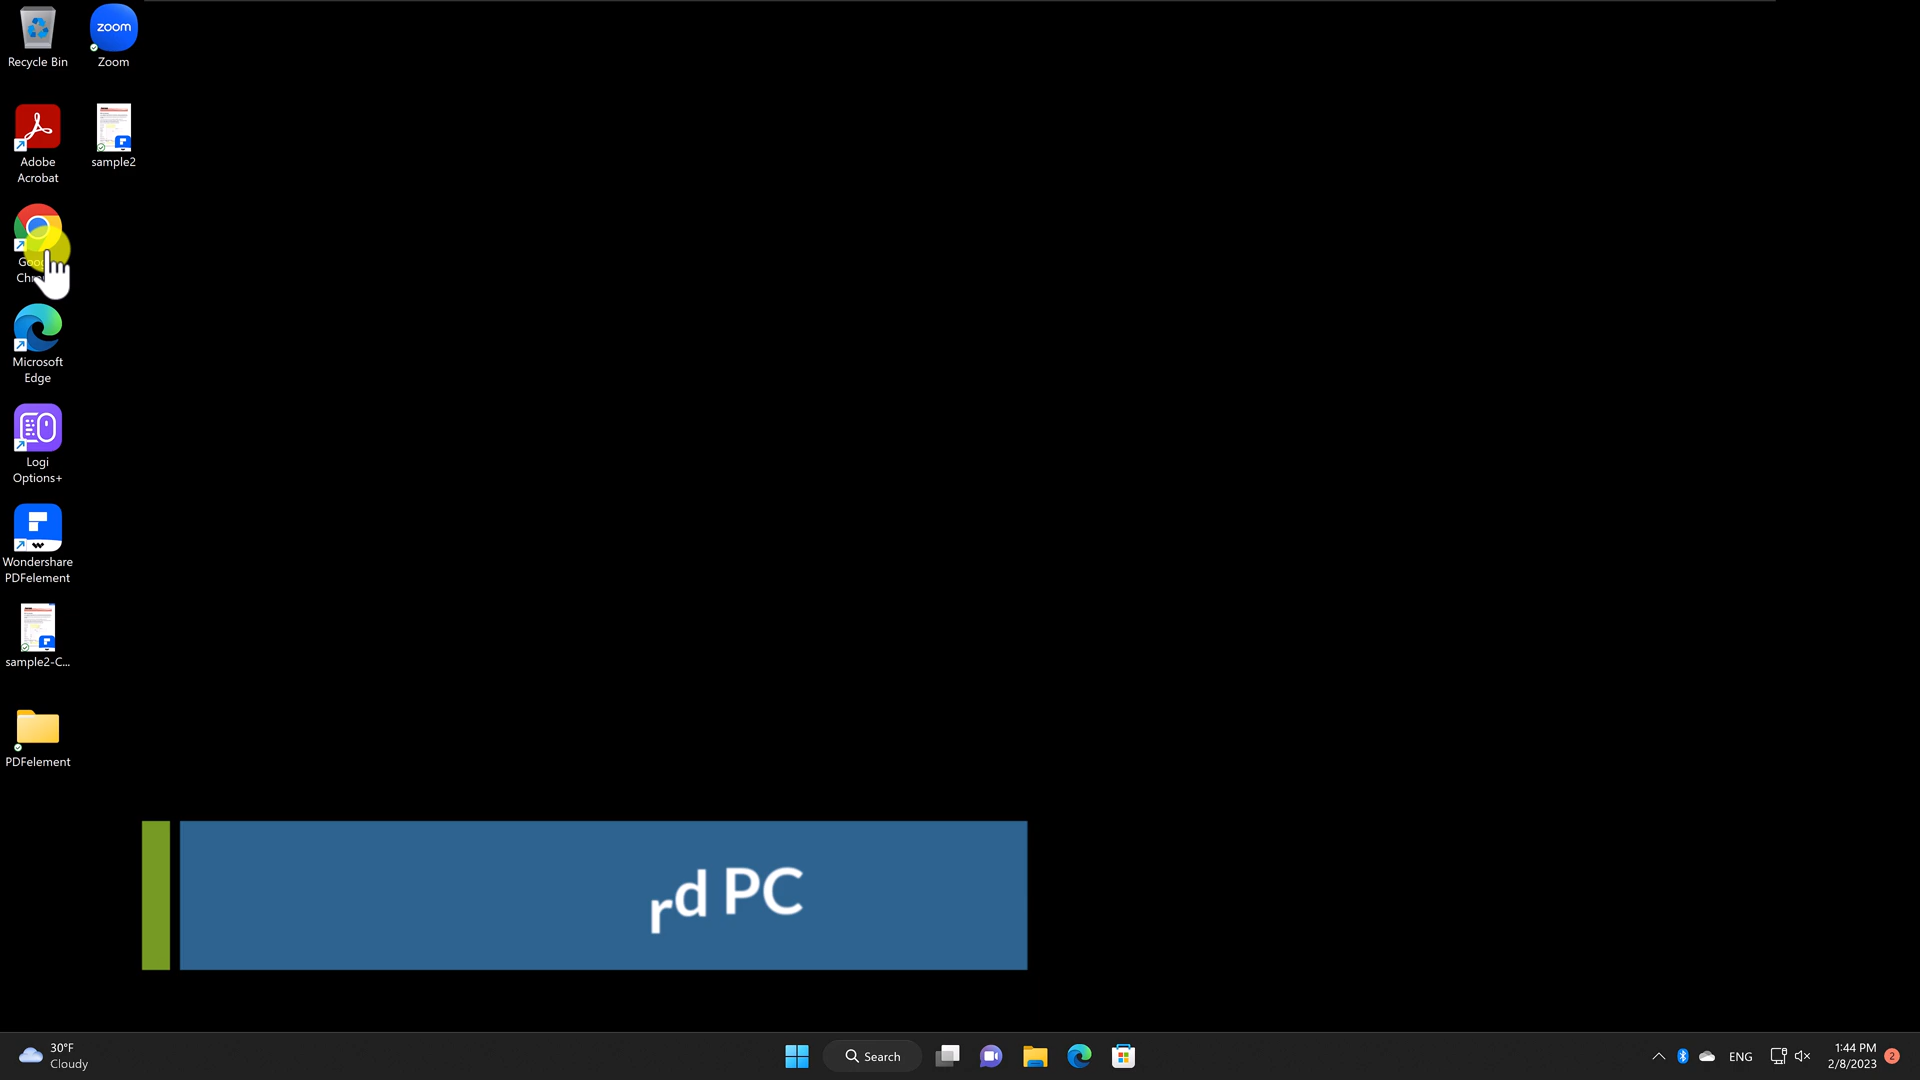 Recycle Bin
zoom
Zoom
Adobe
Acrobat
sample2
Microsoft
Edge
Logi
Options+
Wondershare
PDFelement
sample2-C...
PDFelement
rd PC
30°F
Cloudy
Search
ENG
1:44 PM
2/8/2023
2